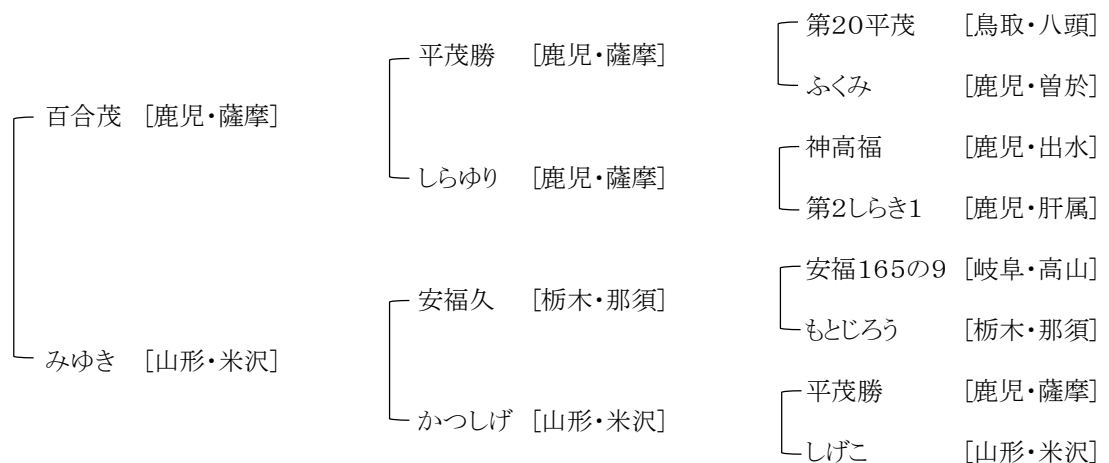 第20平茂 [鳥取・八頭]
平茂勝 [鹿児・薩摩]
ふくみ [鹿児・曽於]
百合茂 [鹿児・薩摩]
神高福 [鹿児・出水]
しらゆり [鹿児・薩摩]
第2しらき1 [鹿児・肝属]
安福165の9 [岐阜・高山]
安福久 [栃木・那須]
もとじろう [栃木・那須]
みゆき [山形・米沢]
平茂勝 [鹿児・薩摩]
かつしげ [山形・米沢]
しげこ [山形・米沢]